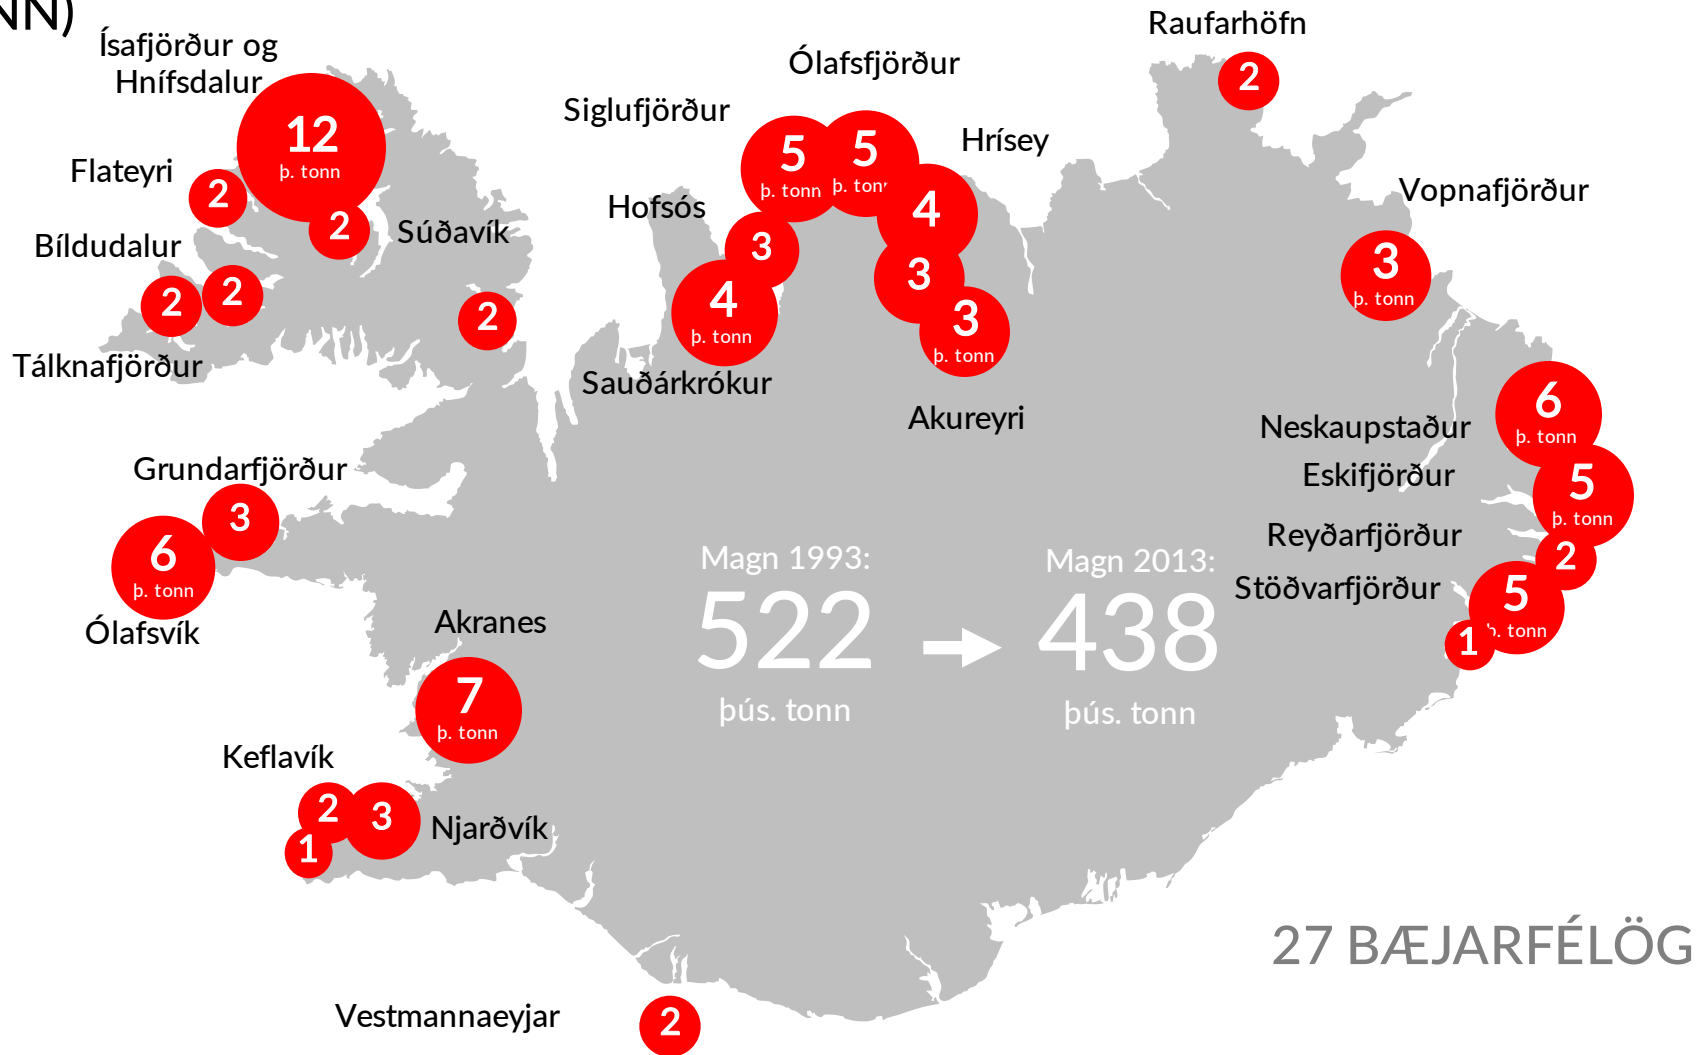 NN)
Ísafjörður og
Hnífsdalur
12
þ. tonn
Flateyri
2
2
Súðavík
Bíldudalur
2
2
Tálknafjörður
2
Siglufjörður
5
þ. tonn
Ólafsfjörður
5
þ. tonn
Hrísey
4
Hofsós
3
4
þ. tonn
Sauðárkrókur
3
3
þ. tonn
Akureyri
Raufarhöfn
2
Vopnafjörður
3
þ. tonn
6
þ. tonn
Neskaupstaður
Eskifjörður
5
þ. tonn
Reyðarfjörður
2
Stöðvarfjörður
5
þ. tonn
1
Grundarfjörður
3
6
þ. tonn
Ólafsvík
Magn 1993:
522
þús. tonn
Magn 2013:
438
þús. tonn
Akranes
7
þ. tonn
Keflavík
2
3
1
Njarðvík
27 BÆJARFÉLÖG
Vestmannaeyjar
2